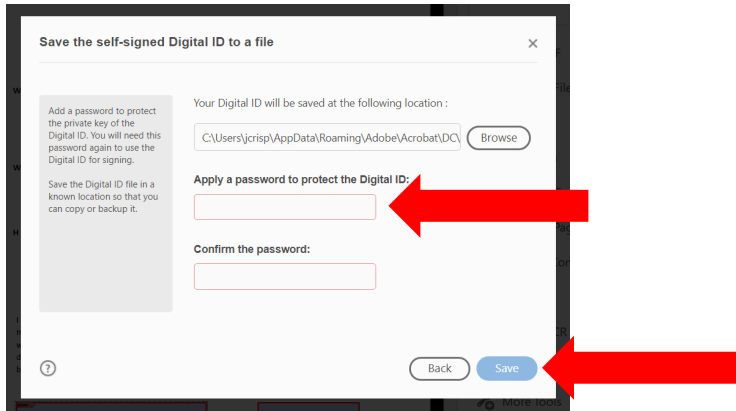 Save the self-signed Digital ID to a file
Add a password to protect
the private key of the
Digital ID. You will need this
password again to use the
Digital ID for signing.
Save the Digital ID file in a
known location so that you
can copy or backup it.
Your Digital ID will be saved at the following location :
C:\Users\jcrisp\AppData\Roaming\Adobe\Acrobat\DC\
Browse
Apply a password to protect the Digital ID:
Confirm the password:
Back
Save
More Tools